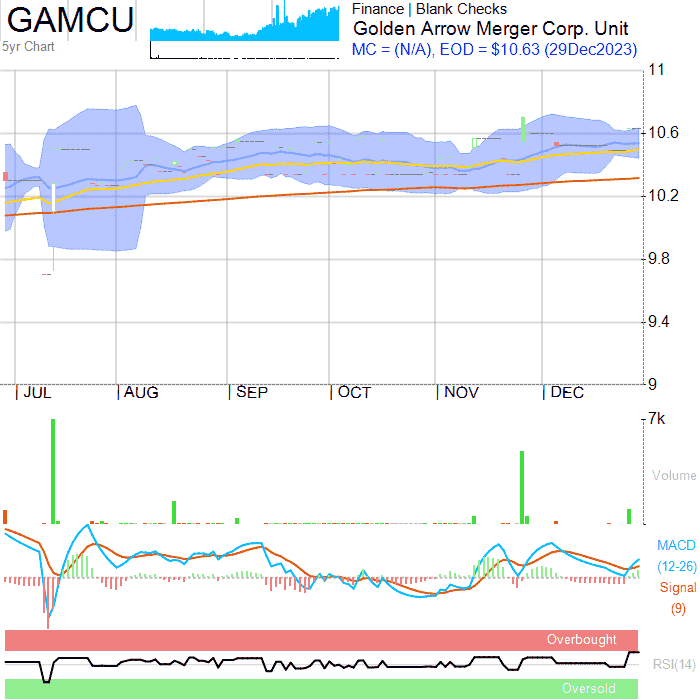 GAMCU
5yr Chart
Finance | Blank Checks
Golden Arrow Merger Corp. Unit
MC = (N/A), EOD = $10.63 (29Dec2023)
11
10.6
10.2
9.8
9.4
9
JUL AUG SEP OCT NOV DEC
7k
Volume
MACD
(12-26)
Signal
(9)
Overbought
RSI(14)
Oversold